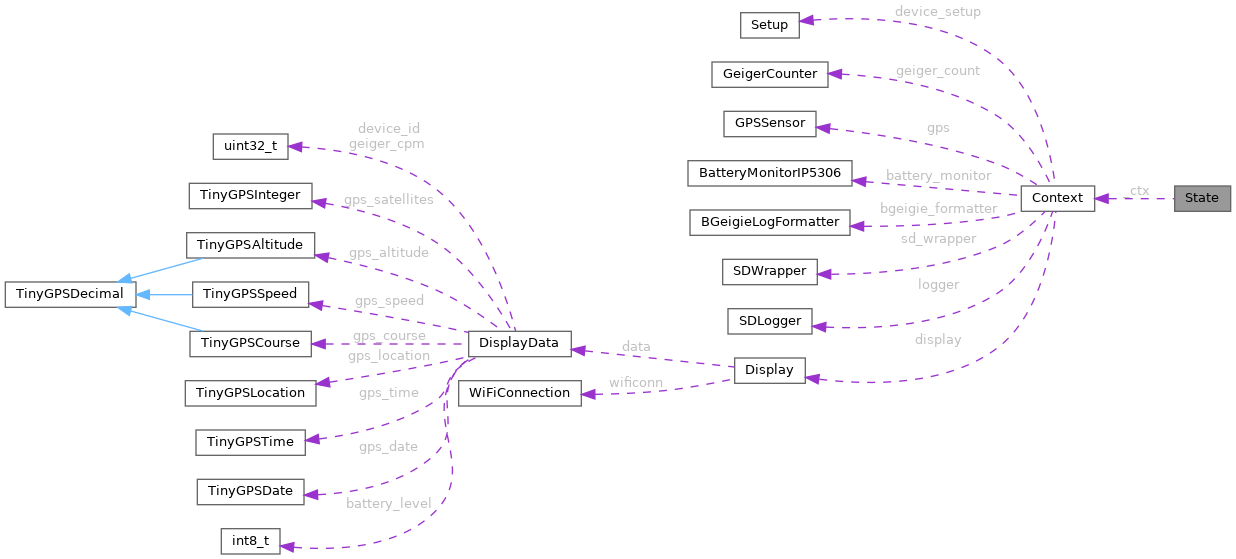 device_setup
Setup
geiger_count
GeigerCounter
gps
GPSSensor
device_id
geiger_cpm
uint32_t
battery_monitor
BatteryMonitorIP5306
TinyGPSInteger
gps_satellites
ctx
Context
State
bgeigie_formatter
BGeigieLogFormatter
TinyGPSAltitude
gps_altitude
sd_wrapper
SDWrapper
TinyGPSDecimal
TinyGPSSpeed
gps_speed
logger
SDLogger
TinyGPSCourse
gps_course
DisplayData
data
display
gps_location
Display
TinyGPSLocation
gps_time
WiFiConnection
wificonn
TinyGPSTime
gps_date
TinyGPSDate
battery_level
int8_t